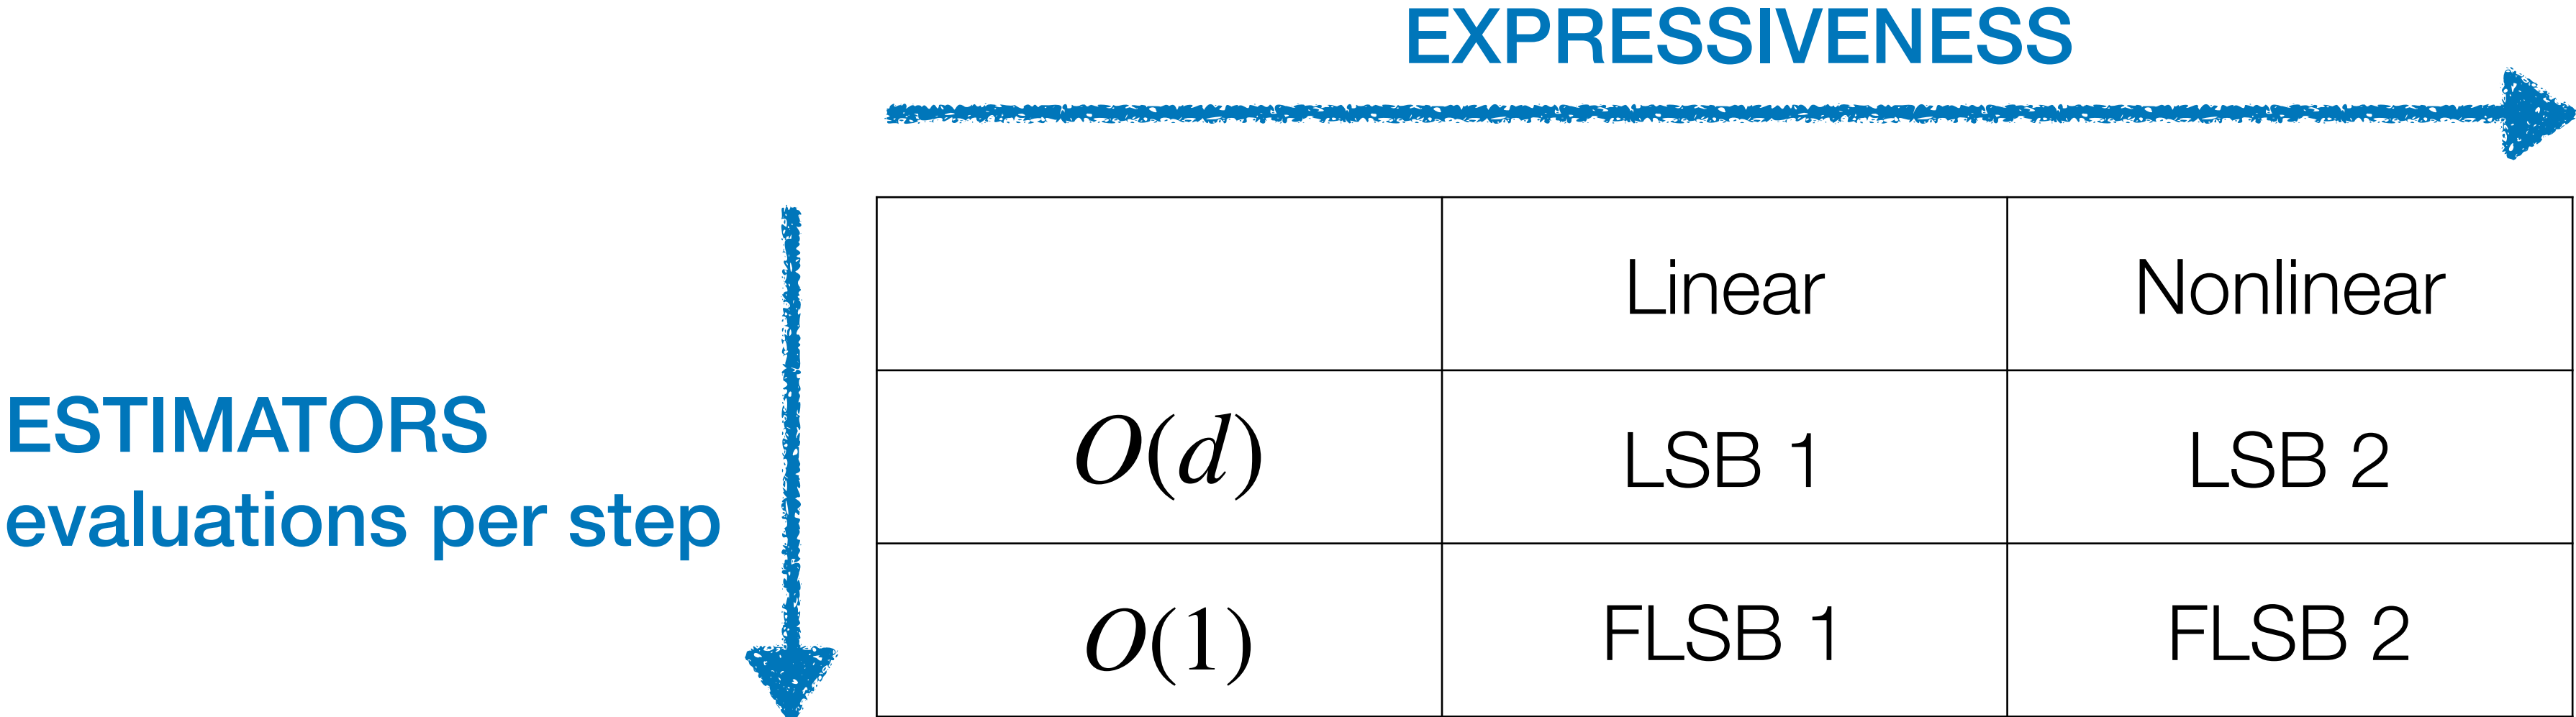 EXPRESSIVENESS
Linear Nonlinear
ESTIMATORS
evaluations per step
O(d) LSB 1 LSB 2
O(1) FLSB 1 FLSB 2